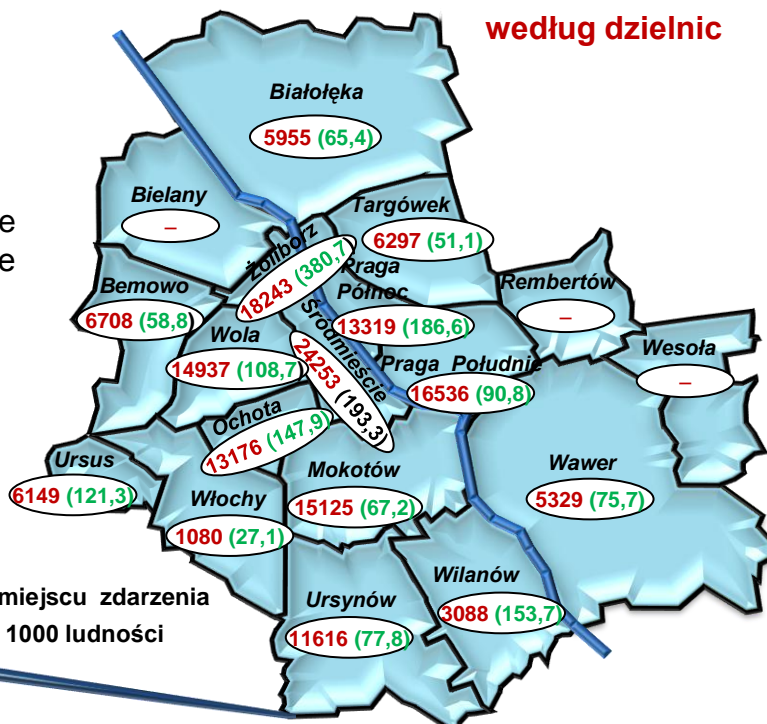 według dzielnic
Białołęka
5955 (65,4)
Bielany
–
Targówek
6297 (51,1)
e
e
Żoliborz
18243 (380,7)
Praga
Północ
13319 (186,6)
Rembertów
–
Bemowo
6708 (58,8)
Wola
14937 (108,7)
Śródmieście
24253 (193,3)
Praga Południe
16536 (90,8)
Wesoła
–
Ochota
13176 (147,9)
Ursus
6149 (121,3)
Mokotów
15125 (67,2)
Wawer
5329 (75,7)
Włochy
1080 (27,1)
Wilanów
3088 (153,7)
miejscu zdarzenia
Ursynów
1000 ludności
11616 (77,8)